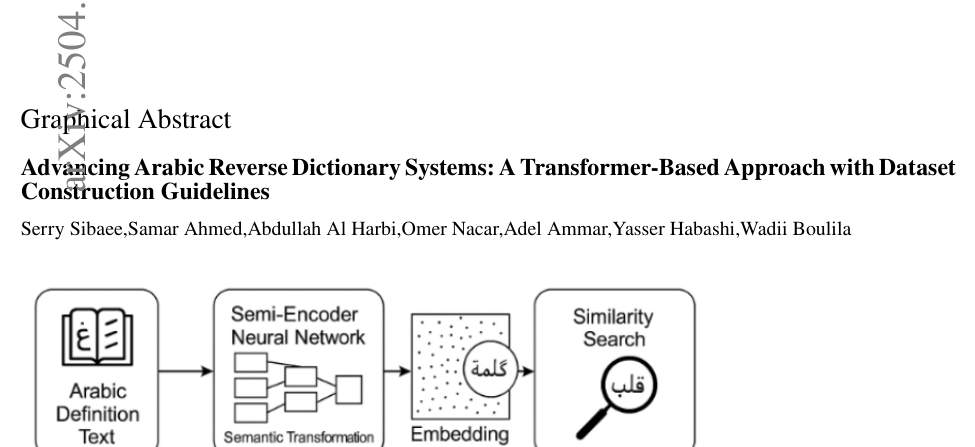 arXiv:2504.
Graphical Abstract
Advancing Arabic Reverse Dictionary Systems: A Transformer-Based Approach with Dataset
Construction Guidelines
Serry Sibaee,Samar Ahmed,Abdullah Al Harbi,Omer Nacar,Adel Ammar,Yasser Habashi,Wadii Boulila
غ
Arabic
Definition
Text
Semi-Encoder
Neural Network
Semantic Transformation
گلمة
Embedding
Similarity
Search
قلب